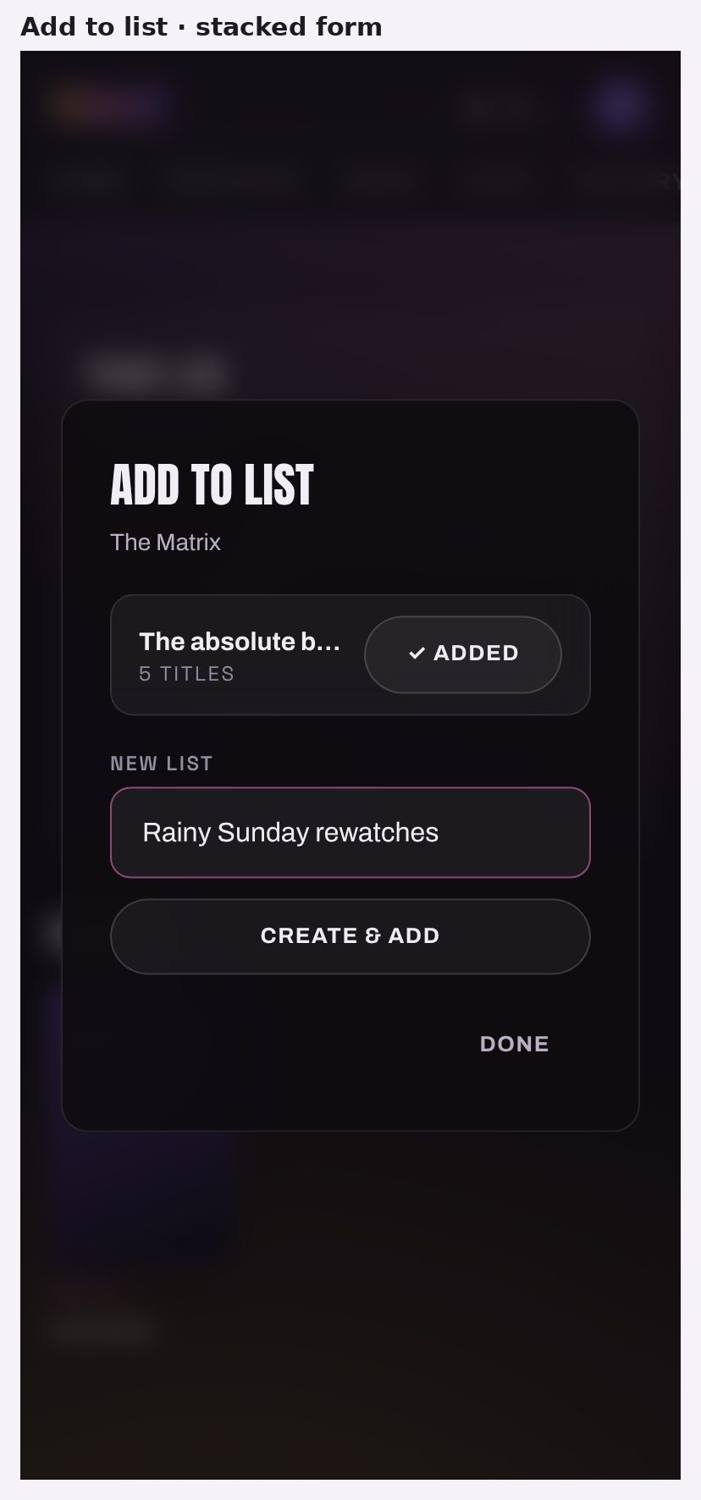 Add to list · stacked form
ADD TO LIST
The Matrix
The absolute b…
5 TITLES
✓ ADDED
NEW LIST
Rainy Sunday rewatches
CREATE & ADD
DONE